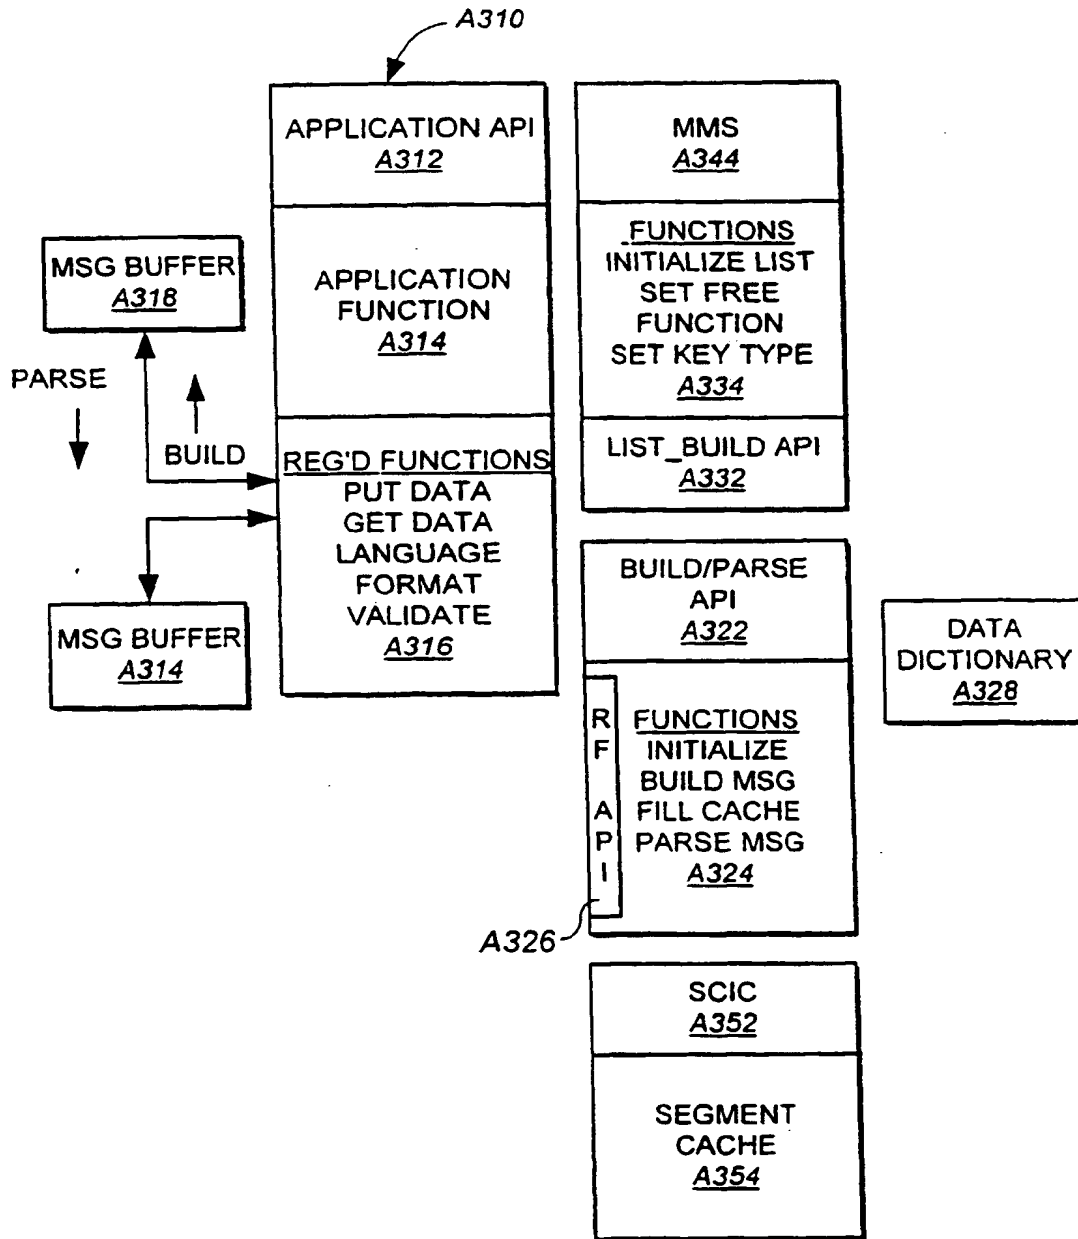 A310
APPLICATION API
A312
APPLICATION
FUNCTION
A314
REG'D FUNCTIONS
PUT DATA
GET DATA
LANGUAGE
FORMAT
VALIDATE
A316
MSG BUFFER
A318
PARSE
BUILD
MSG BUFFER
A314
MMS
A344
FUNCTIONS
INITIALIZE LIST
SET FREE
FUNCTION
SET KEY TYPE
A334
LIST_BUILD API
A332
BUILD/PARSE
API
A322
RF API
FUNCTIONS
INITIALIZE
BUILD MSG
FILL CACHE
PARSE MSG
A324
A326
DATA
DICTIONARY
A328
SCIC
A352
SEGMENT
CACHE
A354